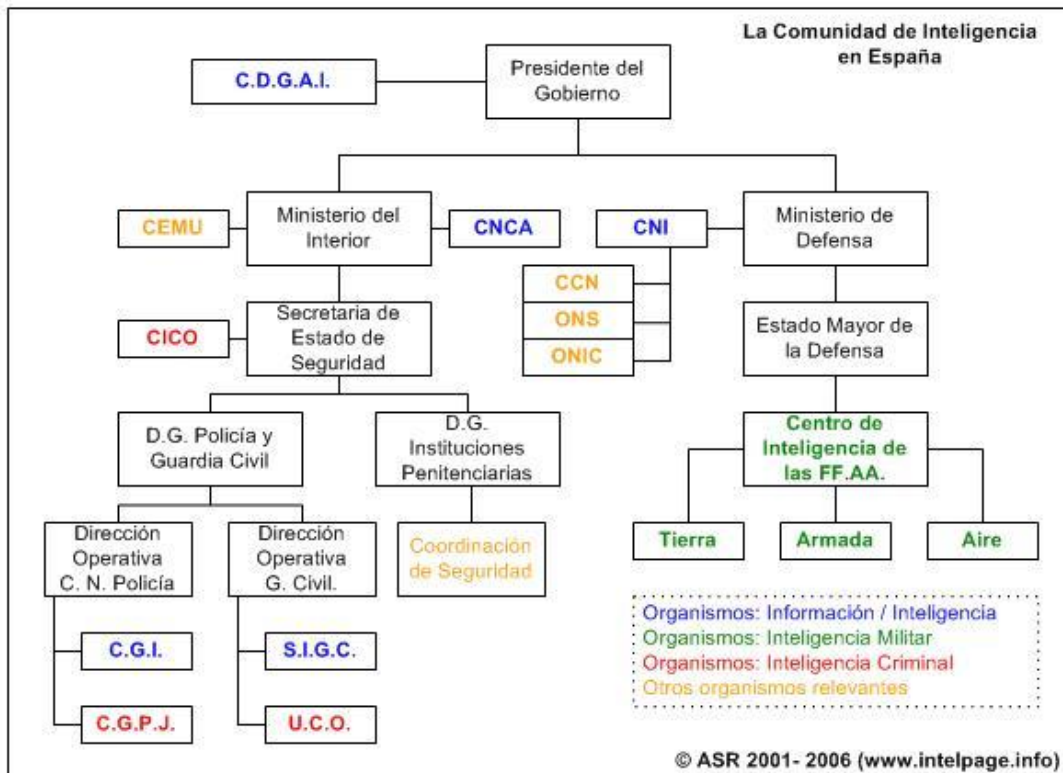 La Comunidad de Inteligencia
en España
C.D.G.A.I.
Presidente del
Gobierno
CEMU
Ministerio del
Interior
CNCA
CNI
Ministerio de
Defensa
CCN
ONS
ONIC
CICO
Secretaria de
Estado de
Seguridad
Estado Mayor de
la Defensa
D.G. Policía y
Guardia Civil
D.G.
Instituciones
Penitenciarias
Centro de
Inteligencia de
las FF.AA.
Dirección
Operativa
C. N. Policía
Dirección
Operativa
G. Civil.
Coordinación
de Seguridad
Tierra
Armada
Aire
C.G.I.
S.I.G.C.
C.G.P.J.
U.C.O.
Organismos: Información / Inteligencia
Organismos: Inteligencia Militar
Organismos: Inteligencia Criminal
Otros organismos relevantes
© ASR 2001- 2006 (www.intelpage.info)